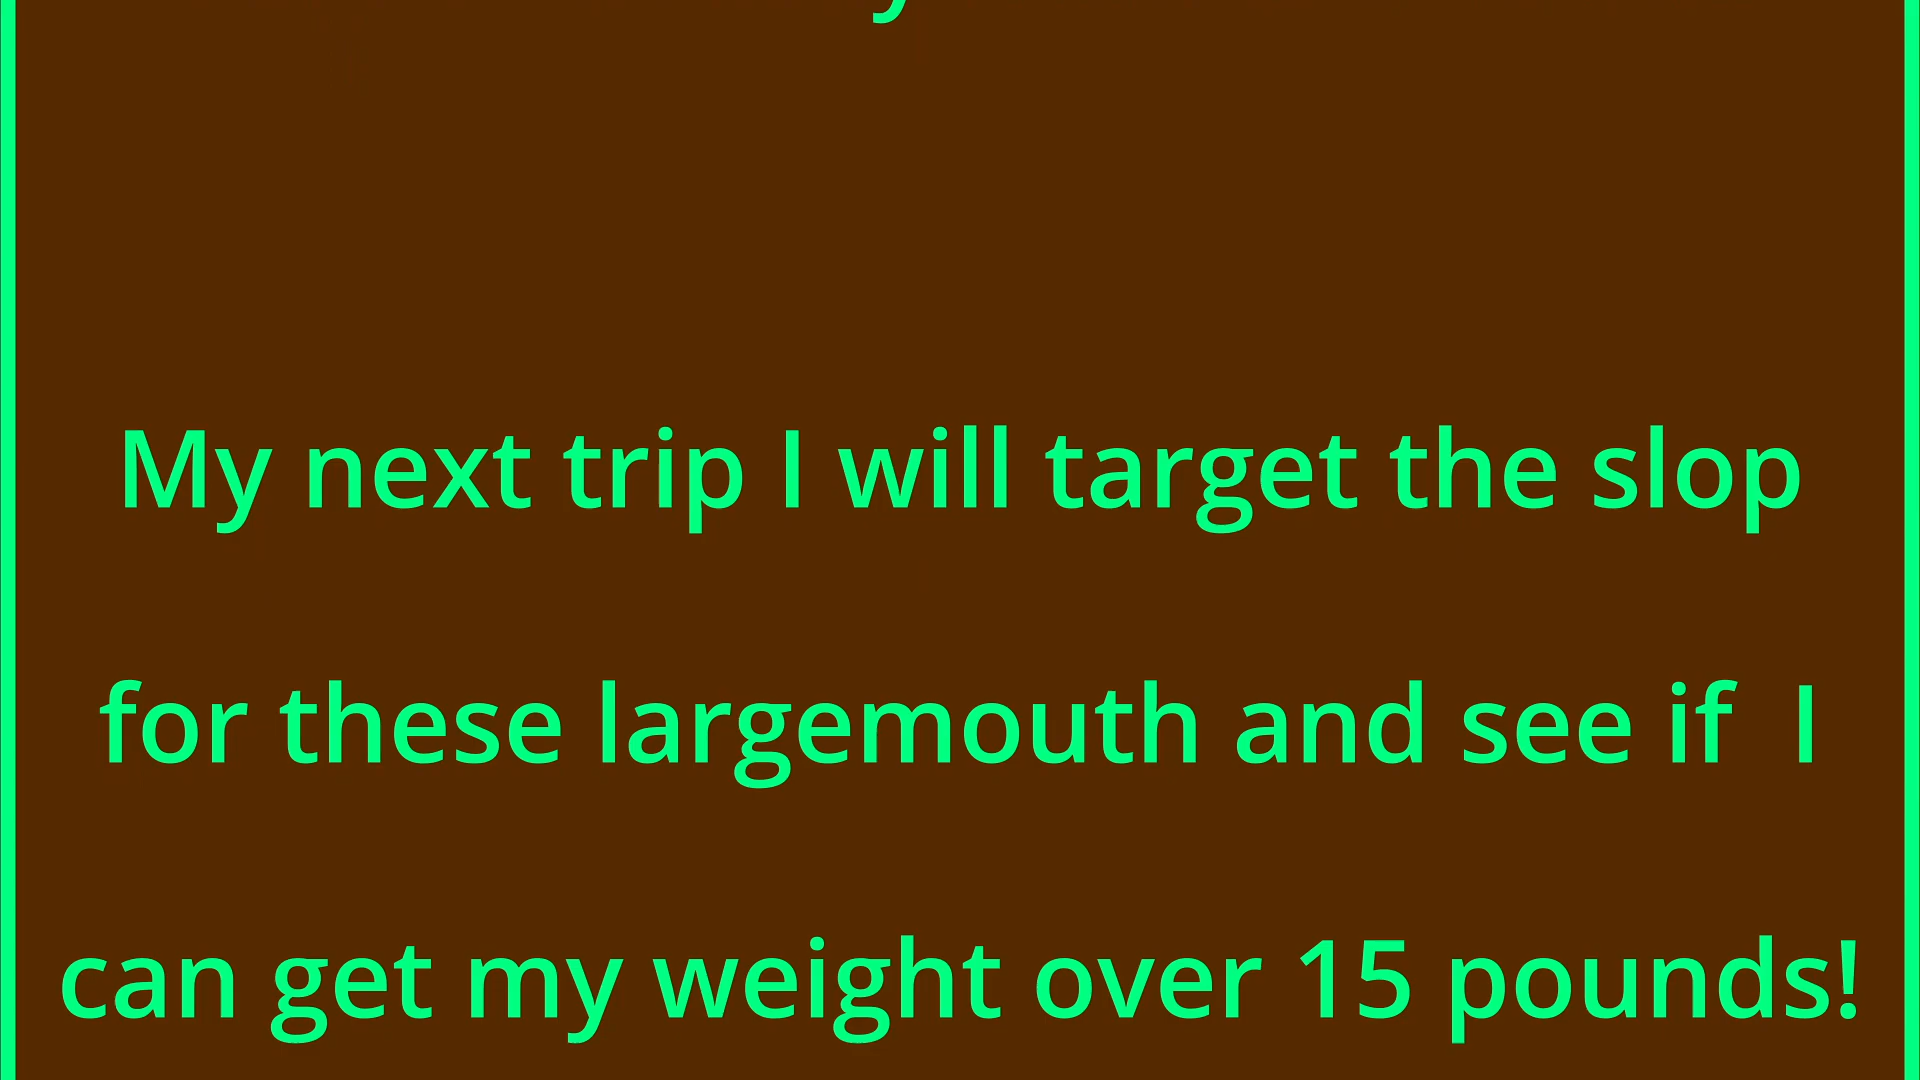 My next trip I will target the slop
for these largemouth and see if  I
can get my weight over 15 pounds!